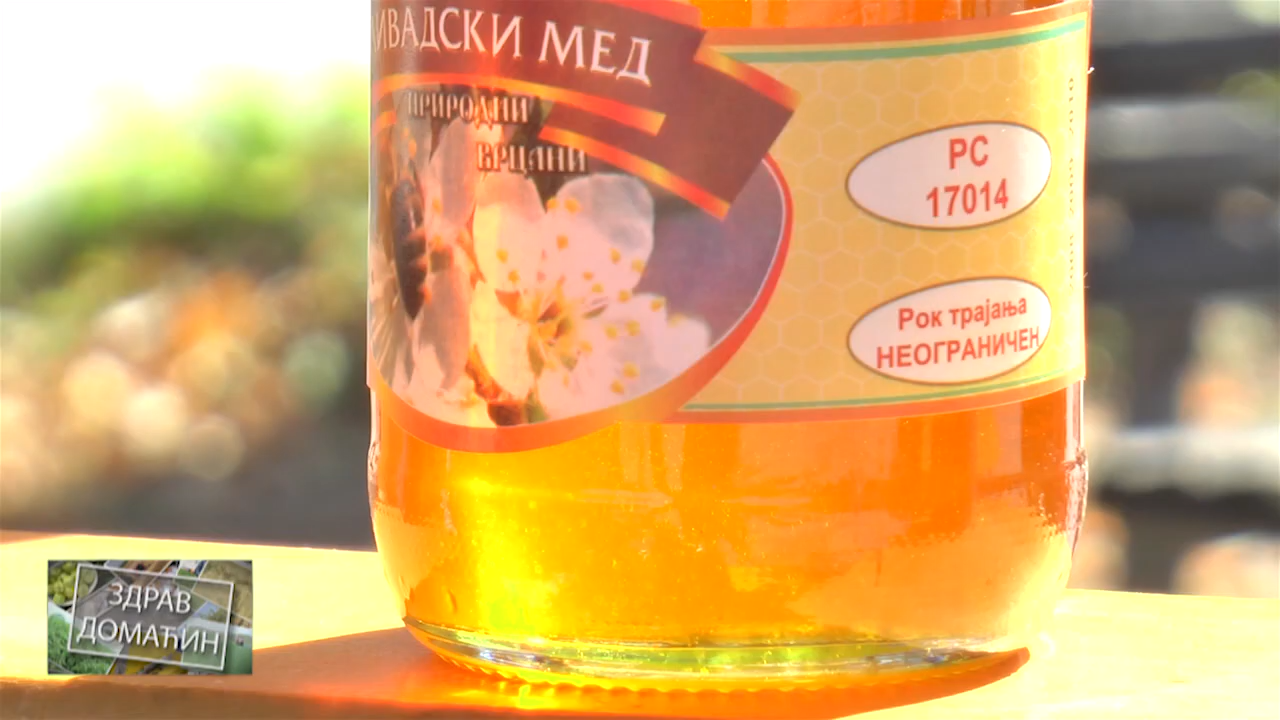 ИВАДСКИ МЕД
ПРИРОДНИ
ВРЦАНИ
РС
17014
Рок трајања
НЕОГРАНИЧЕН
ЗДРАВ
ДОМАЋИН